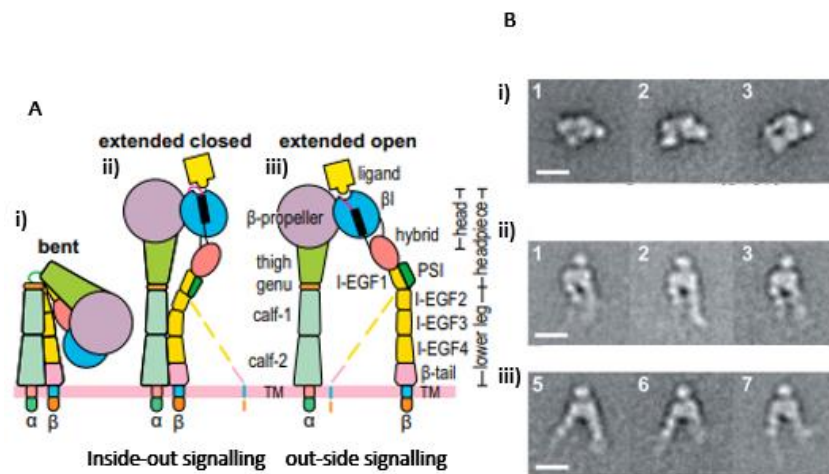 A
B
extended closed
extended open
i)
ii)
iii)
bent
ligand
βI
β-propeller
hybrid
thigh
genu
I-EGF1
PSI
I-EGF2
calf-1
I-EGF3
I-EGF4
calf-2
β-tail
TM
TM
α
β
α
β
α
β
head
headpiece
lower leg
Inside-out signalling
out-side signalling
i)
1
2
3
ii)
1
2
3
iii)
5
6
7